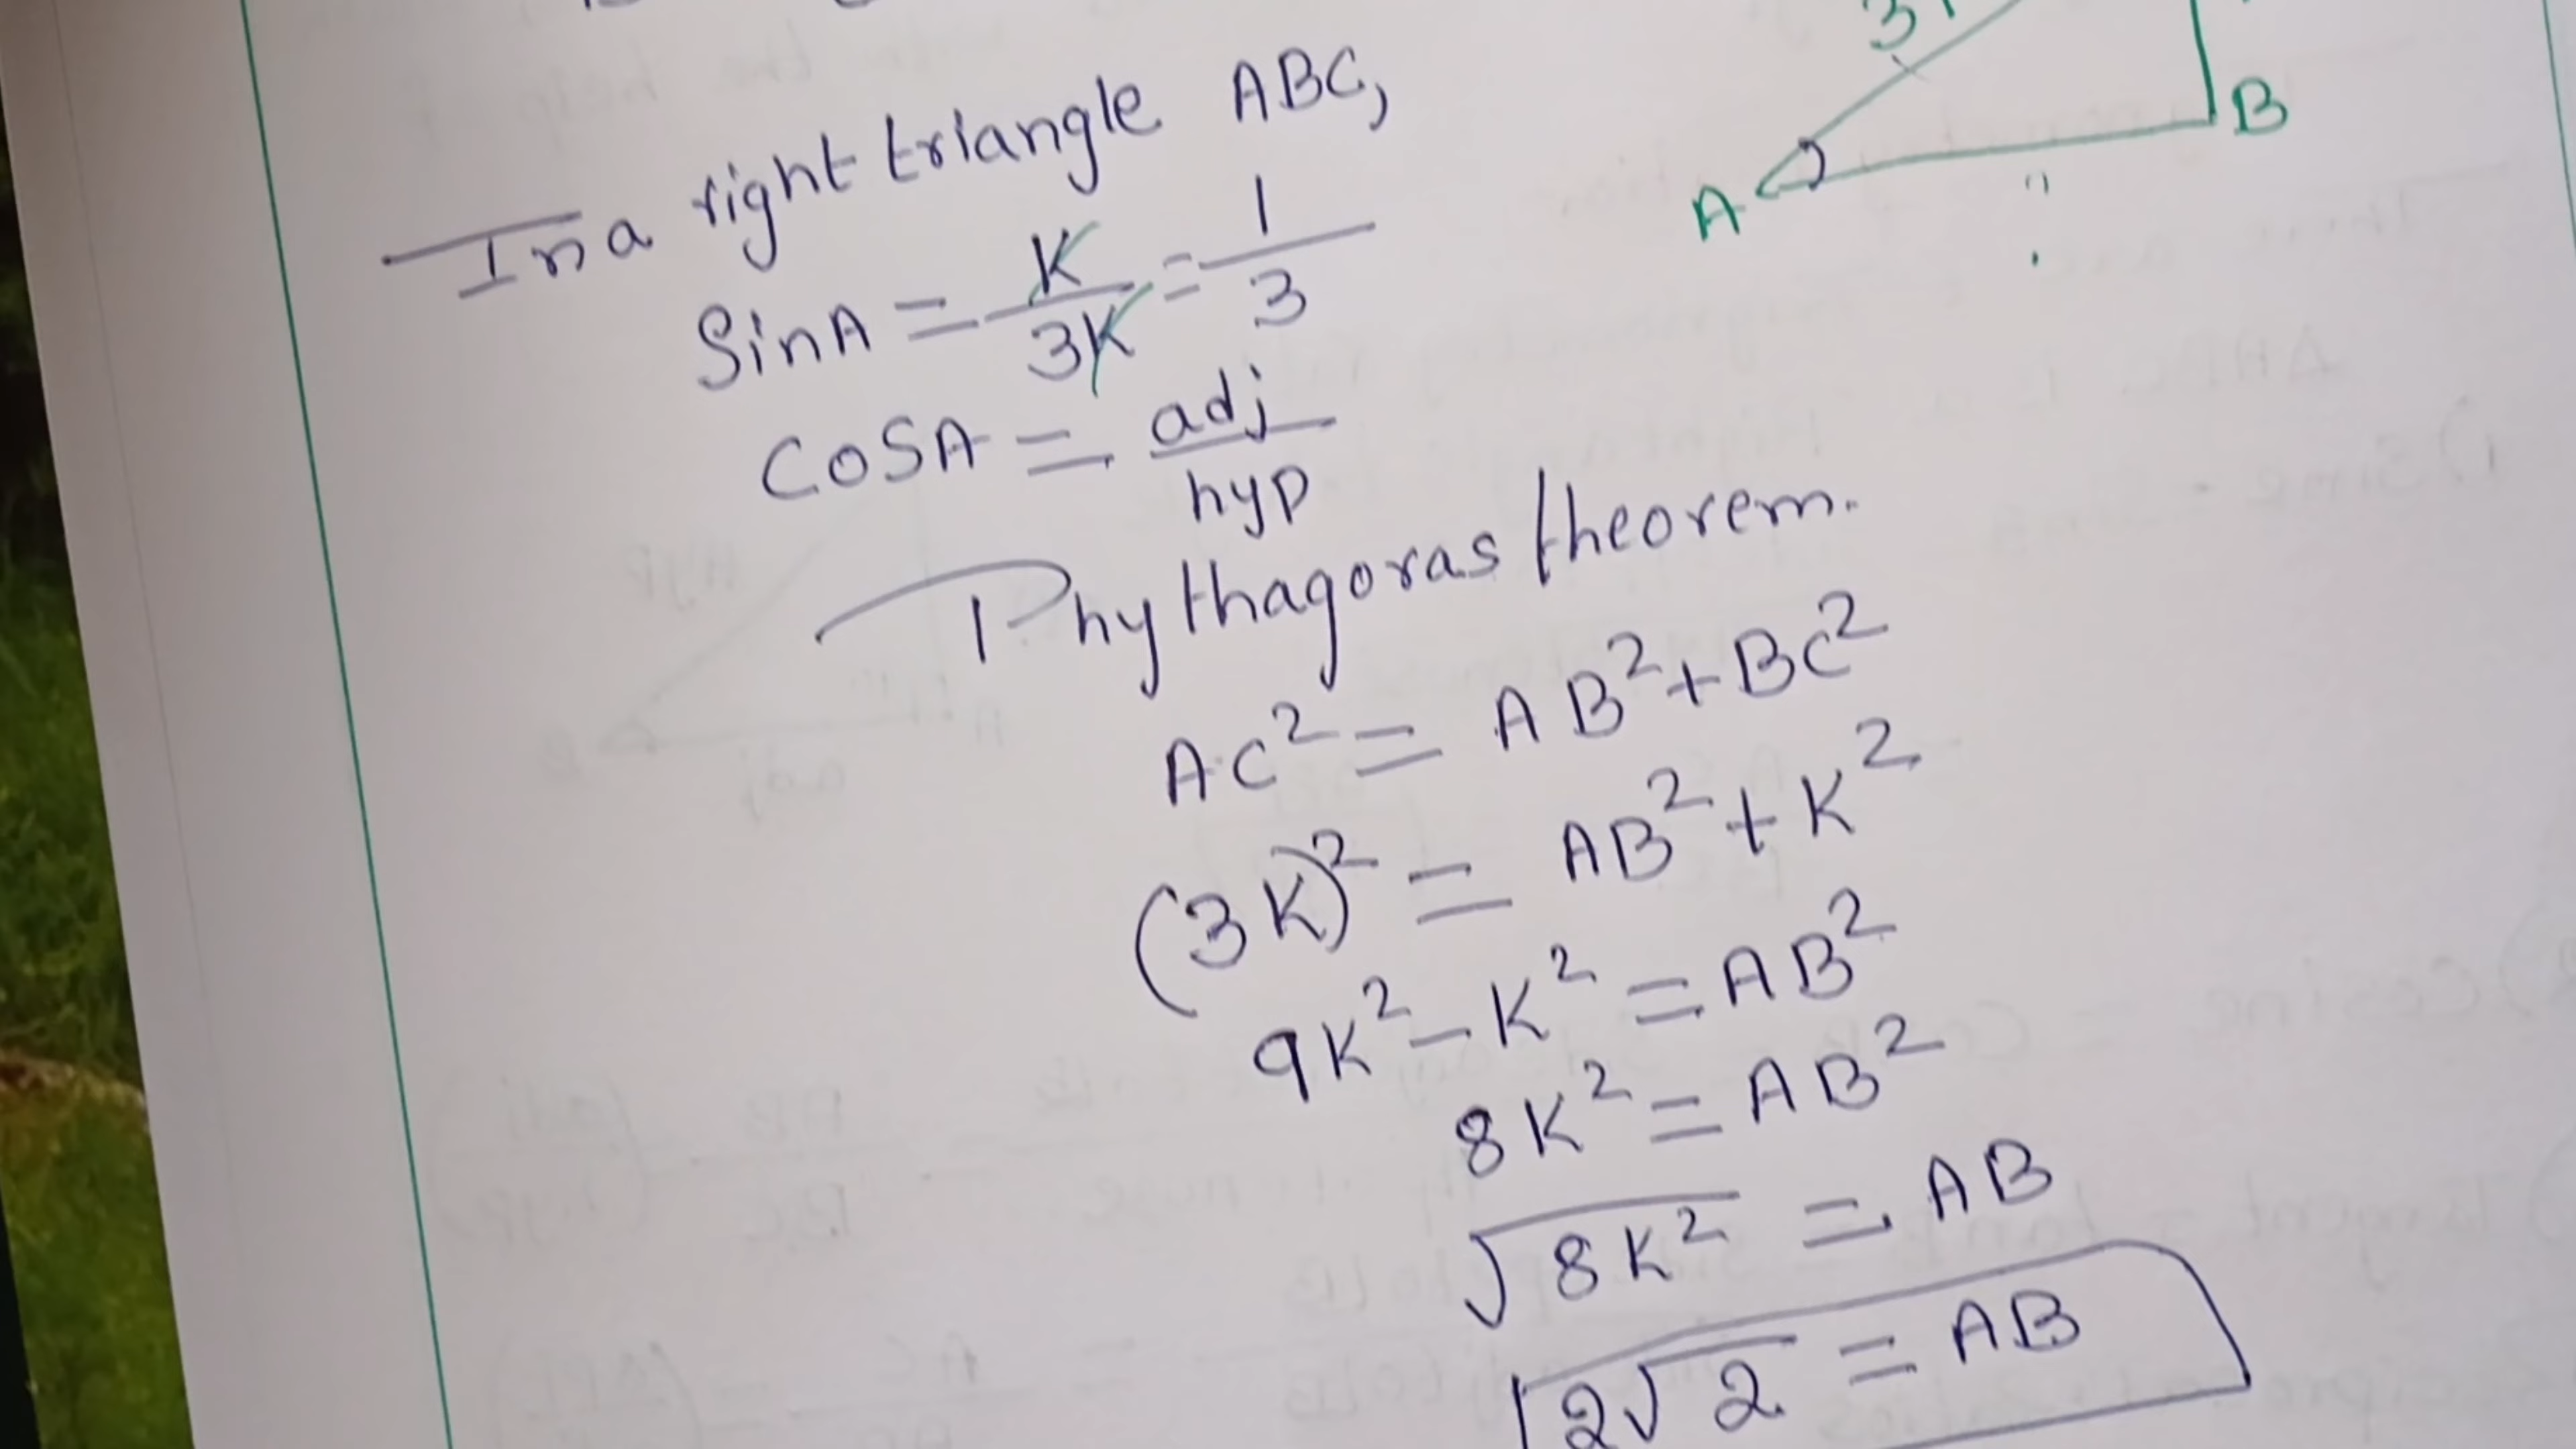 3
B
A
In a right triangle ABC,
SinA = K/3K = 1/3
COSA = adj/hyp
Phythagoras theorem.
AC² = AB²+BC²
(3K)² = AB²+K²
9K²-K² = AB²
8K² = AB²
√8K² = AB
2√2 = AB